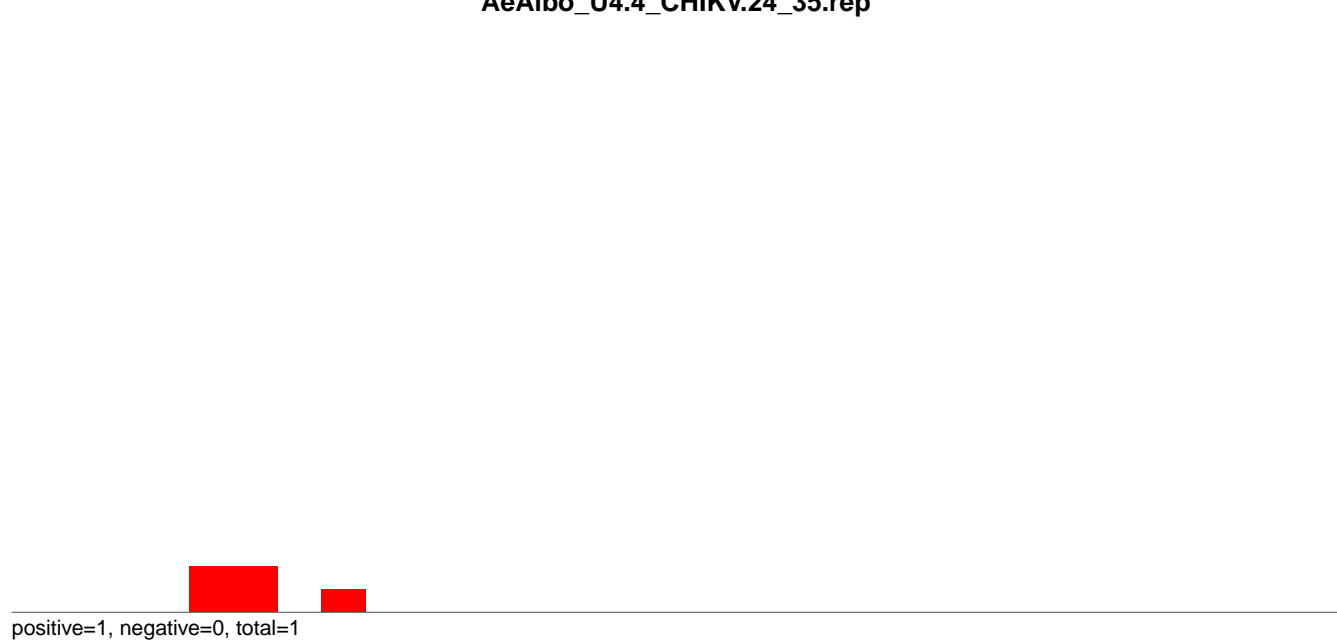 AeAlbo_U4.4_CHIKV.24_35.rep
positive=1, negative=0, total=1